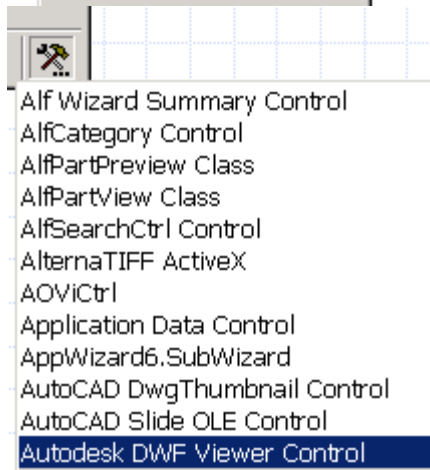 Alf Wizard Summary Control
AlfCategory Control
AlfPartPreview Class
AlfPartView Class
AlfSearchCtrl Control
AlternaTIFF ActiveX
AOViCtrl
Application Data Control
AppWizard6.SubWizard
AutoCAD DwgThumbnail Control
AutoCAD Slide OLE Control
Autodesk DWF Viewer Control